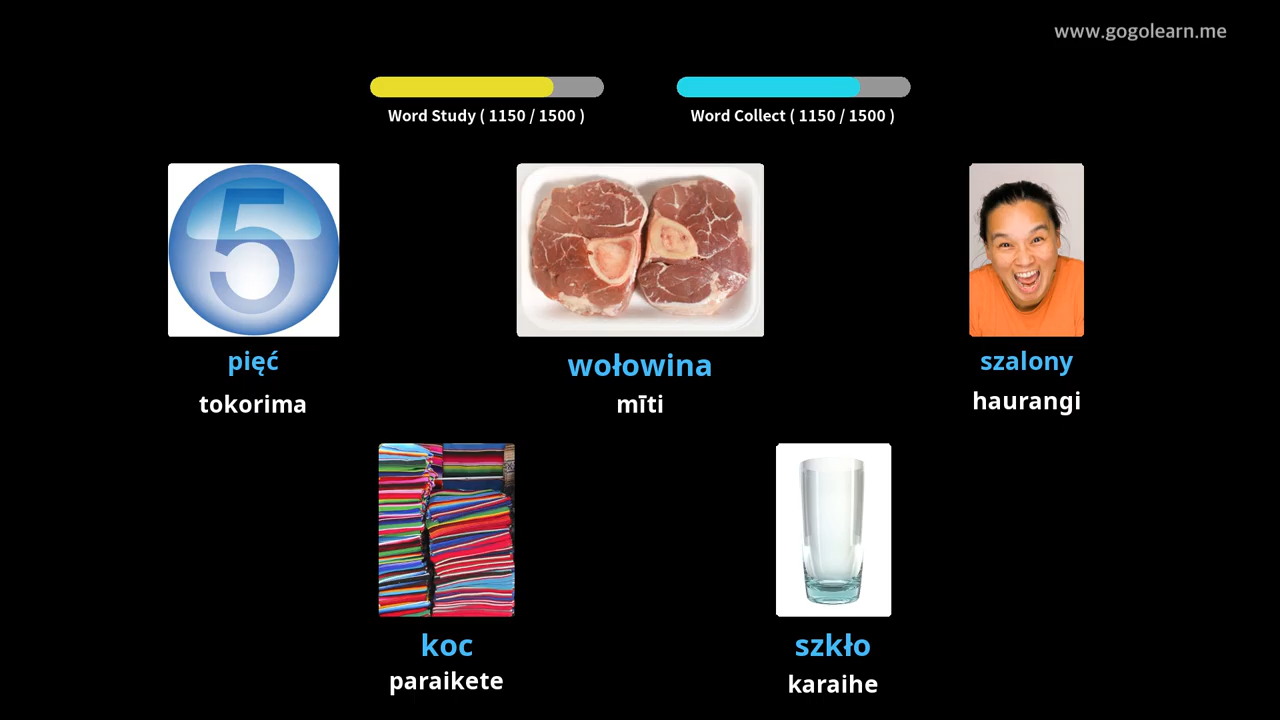 www.gogolearn.me
Word Study ( 1150 / 1500 )
Word Collect ( 1150 / 1500 )
5
pięć
tokorima
wołowina
mīti
szalony
haurangi
koc
paraikete
szkło
karaihe